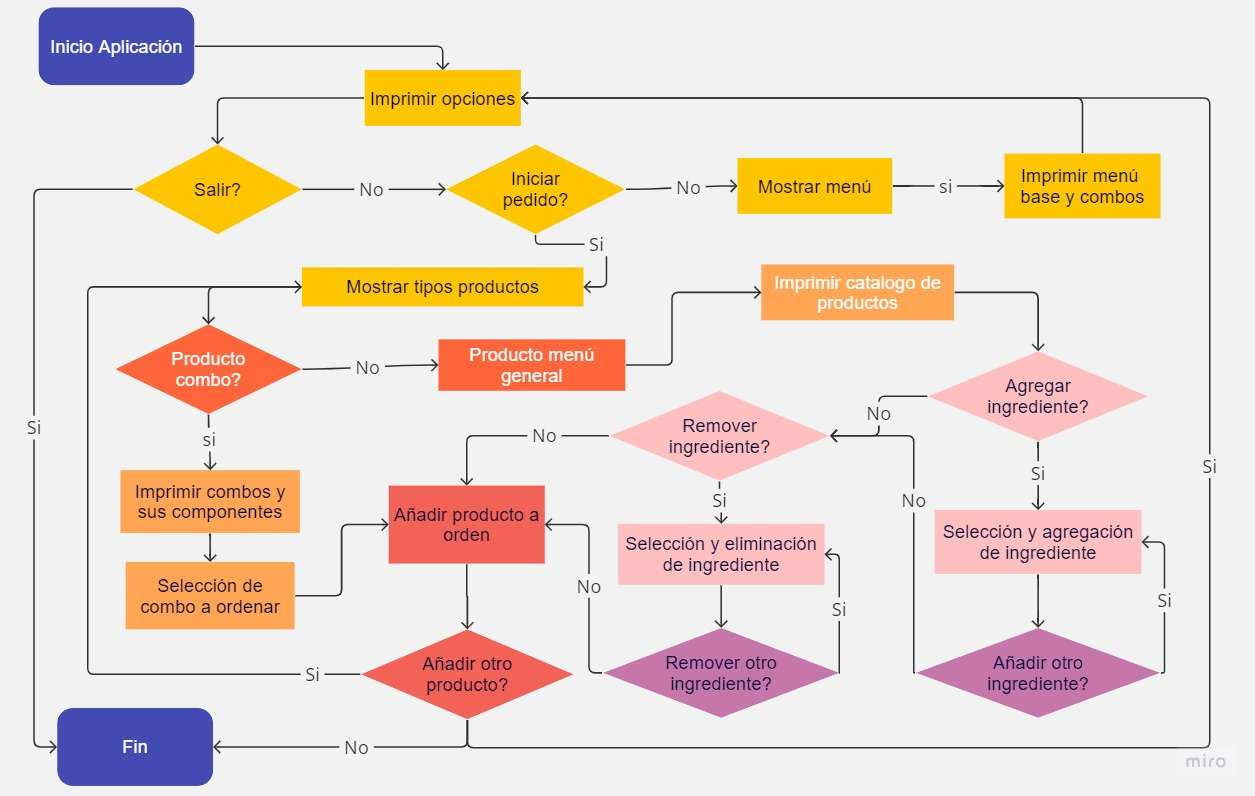 Inicio Aplicación
Imprimir opciones
Salir?
No
Iniciar
pedido?
No
Mostrar menú
si
Imprimir menú
base y combos
Si
Mostrar tipos productos
Imprimir catalogo de
productos
Producto
combo?
No
Producto menú
general
Agregar
ingrediente?
No
Remover
ingrediente?
No
Si
si
Si
Si
Si
No
Imprimir combos y
sus componentes
Añadir producto a
orden
Selección y eliminación
de ingrediente
Selección y agregación
de ingrediente
Selección de
combo a ordenar
No
Si
Si
Añadir otro
producto?
Si
Remover otro
ingrediente?
Añadir otro
ingrediente?
Fin
No
miro